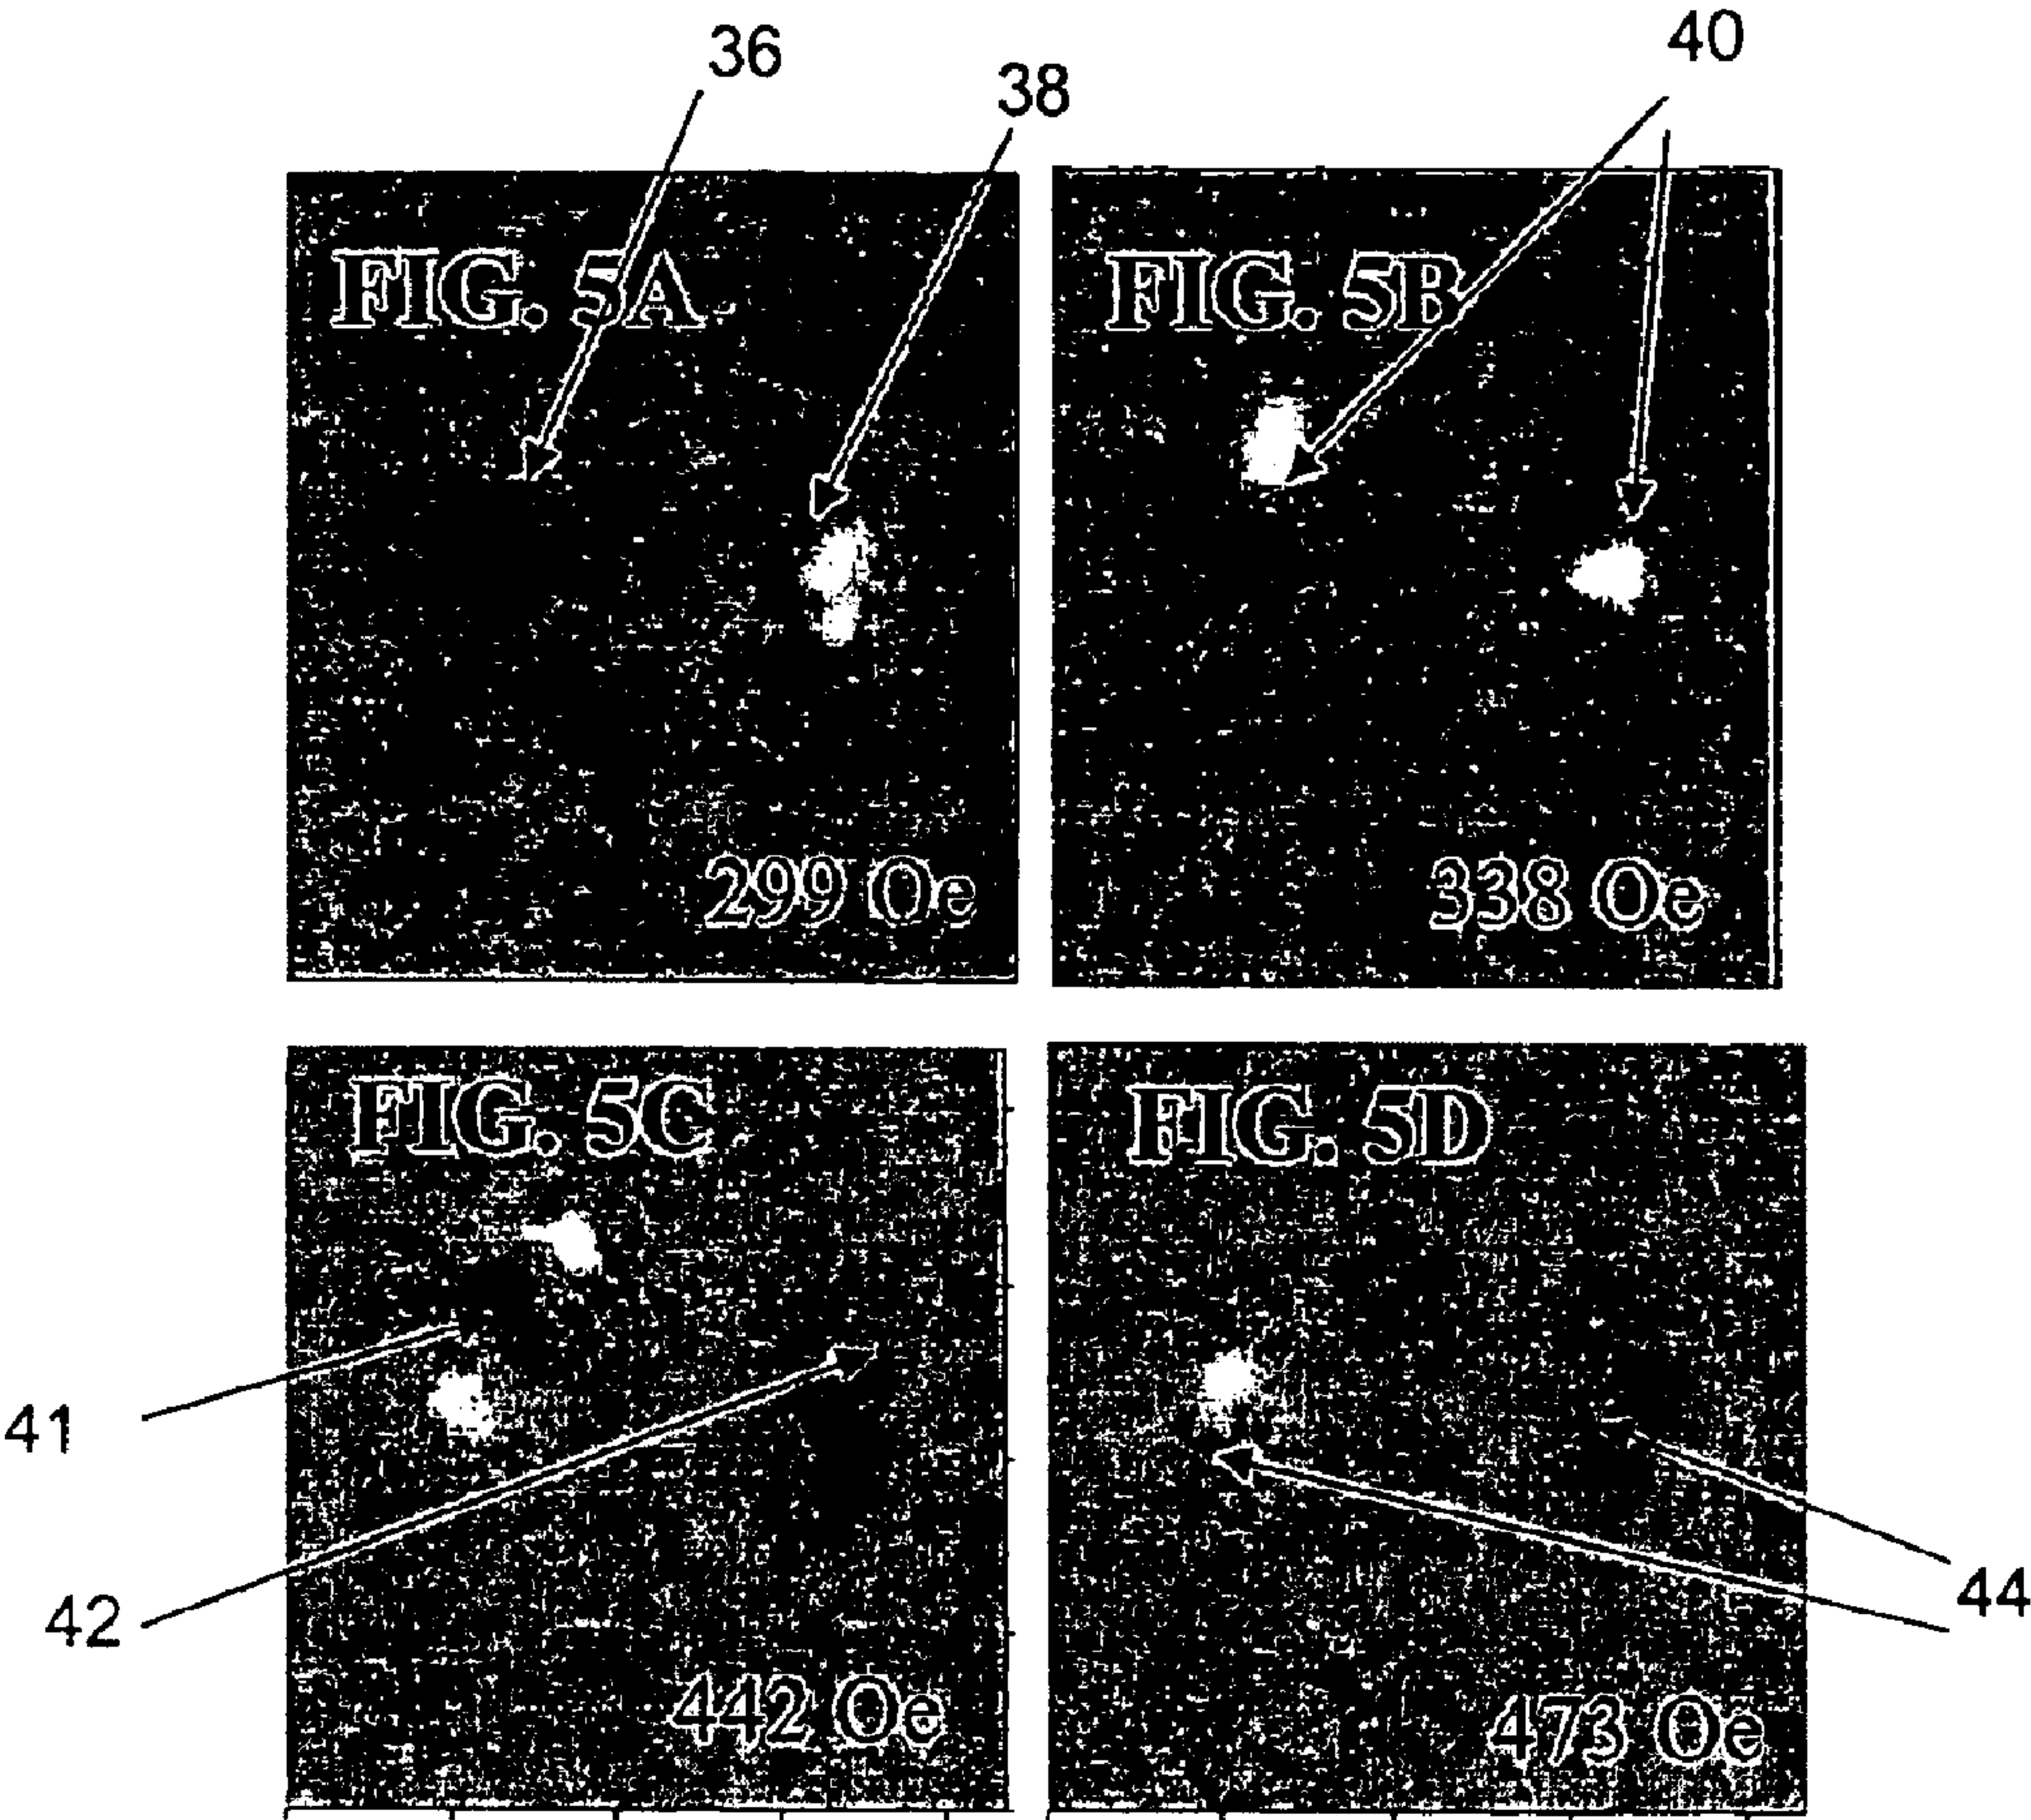 36
38
40
FIG. 5A
FIG. 5B
299 Oe
338 Oe
FIG. 5C
FIG. 5D
41
42
44
442 Oe
473 Oe